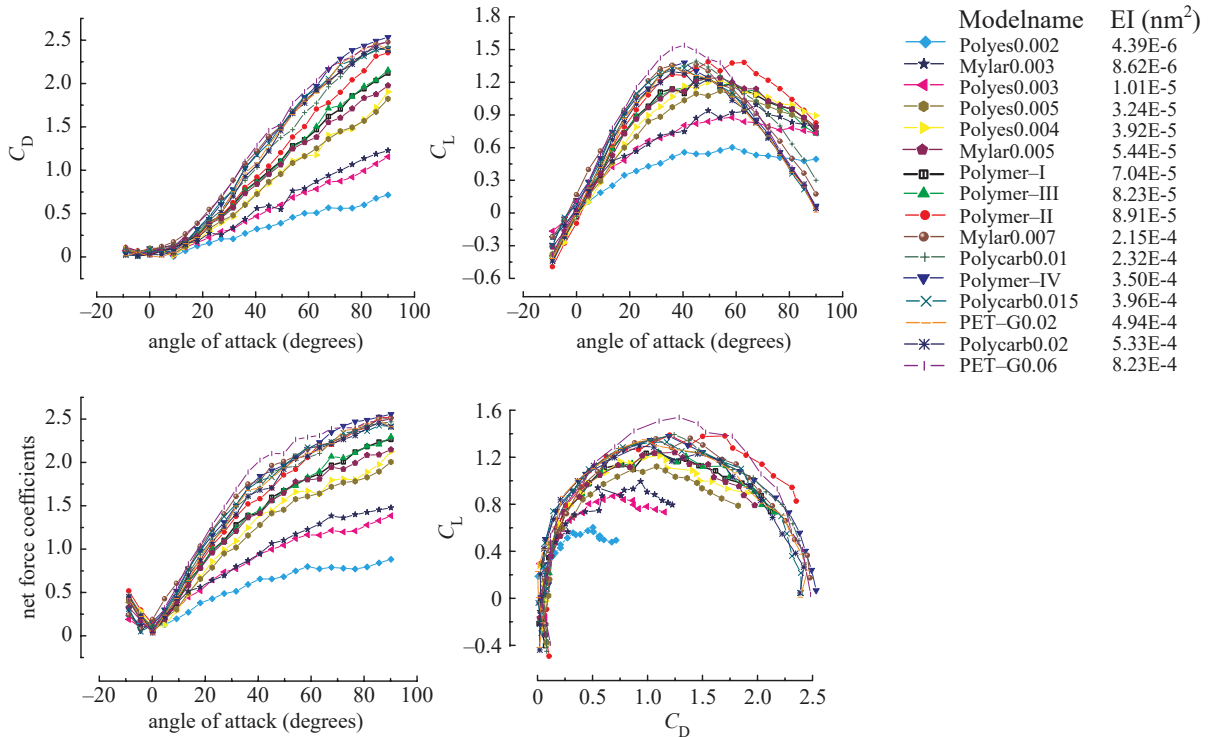 2.5
2.0
1.5
1.0
0.5
0
C_D
–20 0 20 40 60 80 100
angle of attack (degrees)
1.8
1.5
1.2
0.9
0.6
0.3
0
–0.3
–0.6
C_L
–20 0 20 40 60 80 100
angle of attack (degrees)
Modelname EI (nm²)
Polyes0.002 4.39E-6
Mylar0.003 8.62E-6
Polyes0.003 1.01E-5
Polyes0.005 3.24E-5
Polyes0.004 3.92E-5
Mylar0.005 5.44E-5
Polymer–I 7.04E-5
Polymer–III 8.23E-5
Polymer–II 8.91E-5
Mylar0.007 2.15E-4
Polycarb0.01 2.32E-4
Polymer–IV 3.50E-4
Polycarb0.015 3.96E-4
PET–G0.02 4.94E-4
Polycarb0.02 5.33E-4
PET–G0.06 8.23E-4
2.5
2.0
1.5
1.0
0.5
0
net force coefficients
–20 0 20 40 60 80 100
angle of attack (degrees)
1.6
1.2
0.8
0.4
0
–0.4
C_L
0 0.5 1.0 1.5 2.0 2.5
C_D